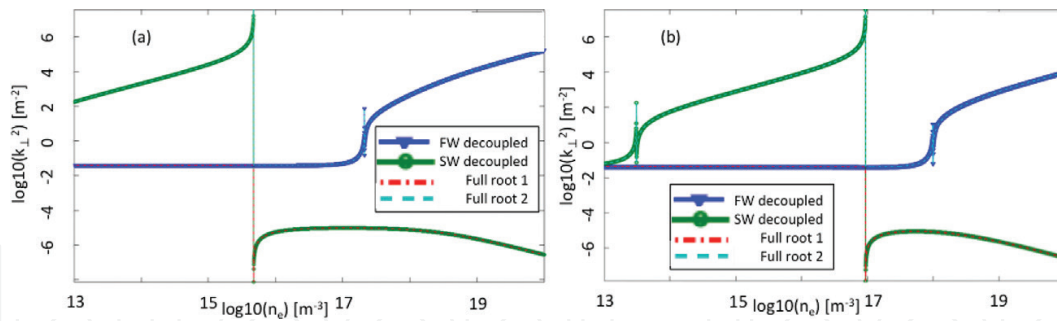 (a)
6
4
2
0
-2
-4
-6
log10(k⊥²) [m⁻²]
FW decoupled
SW decoupled
Full root 1
Full root 2
13
15
17
19
log10(nₑ) [m⁻³]
(b)
6
4
2
0
-2
-4
-6
log10(k⊥²) [m⁻²]
FW decoupled
SW decoupled
Full root 1
Full root 2
13
15
17
19
log10(nₑ) [m⁻³]